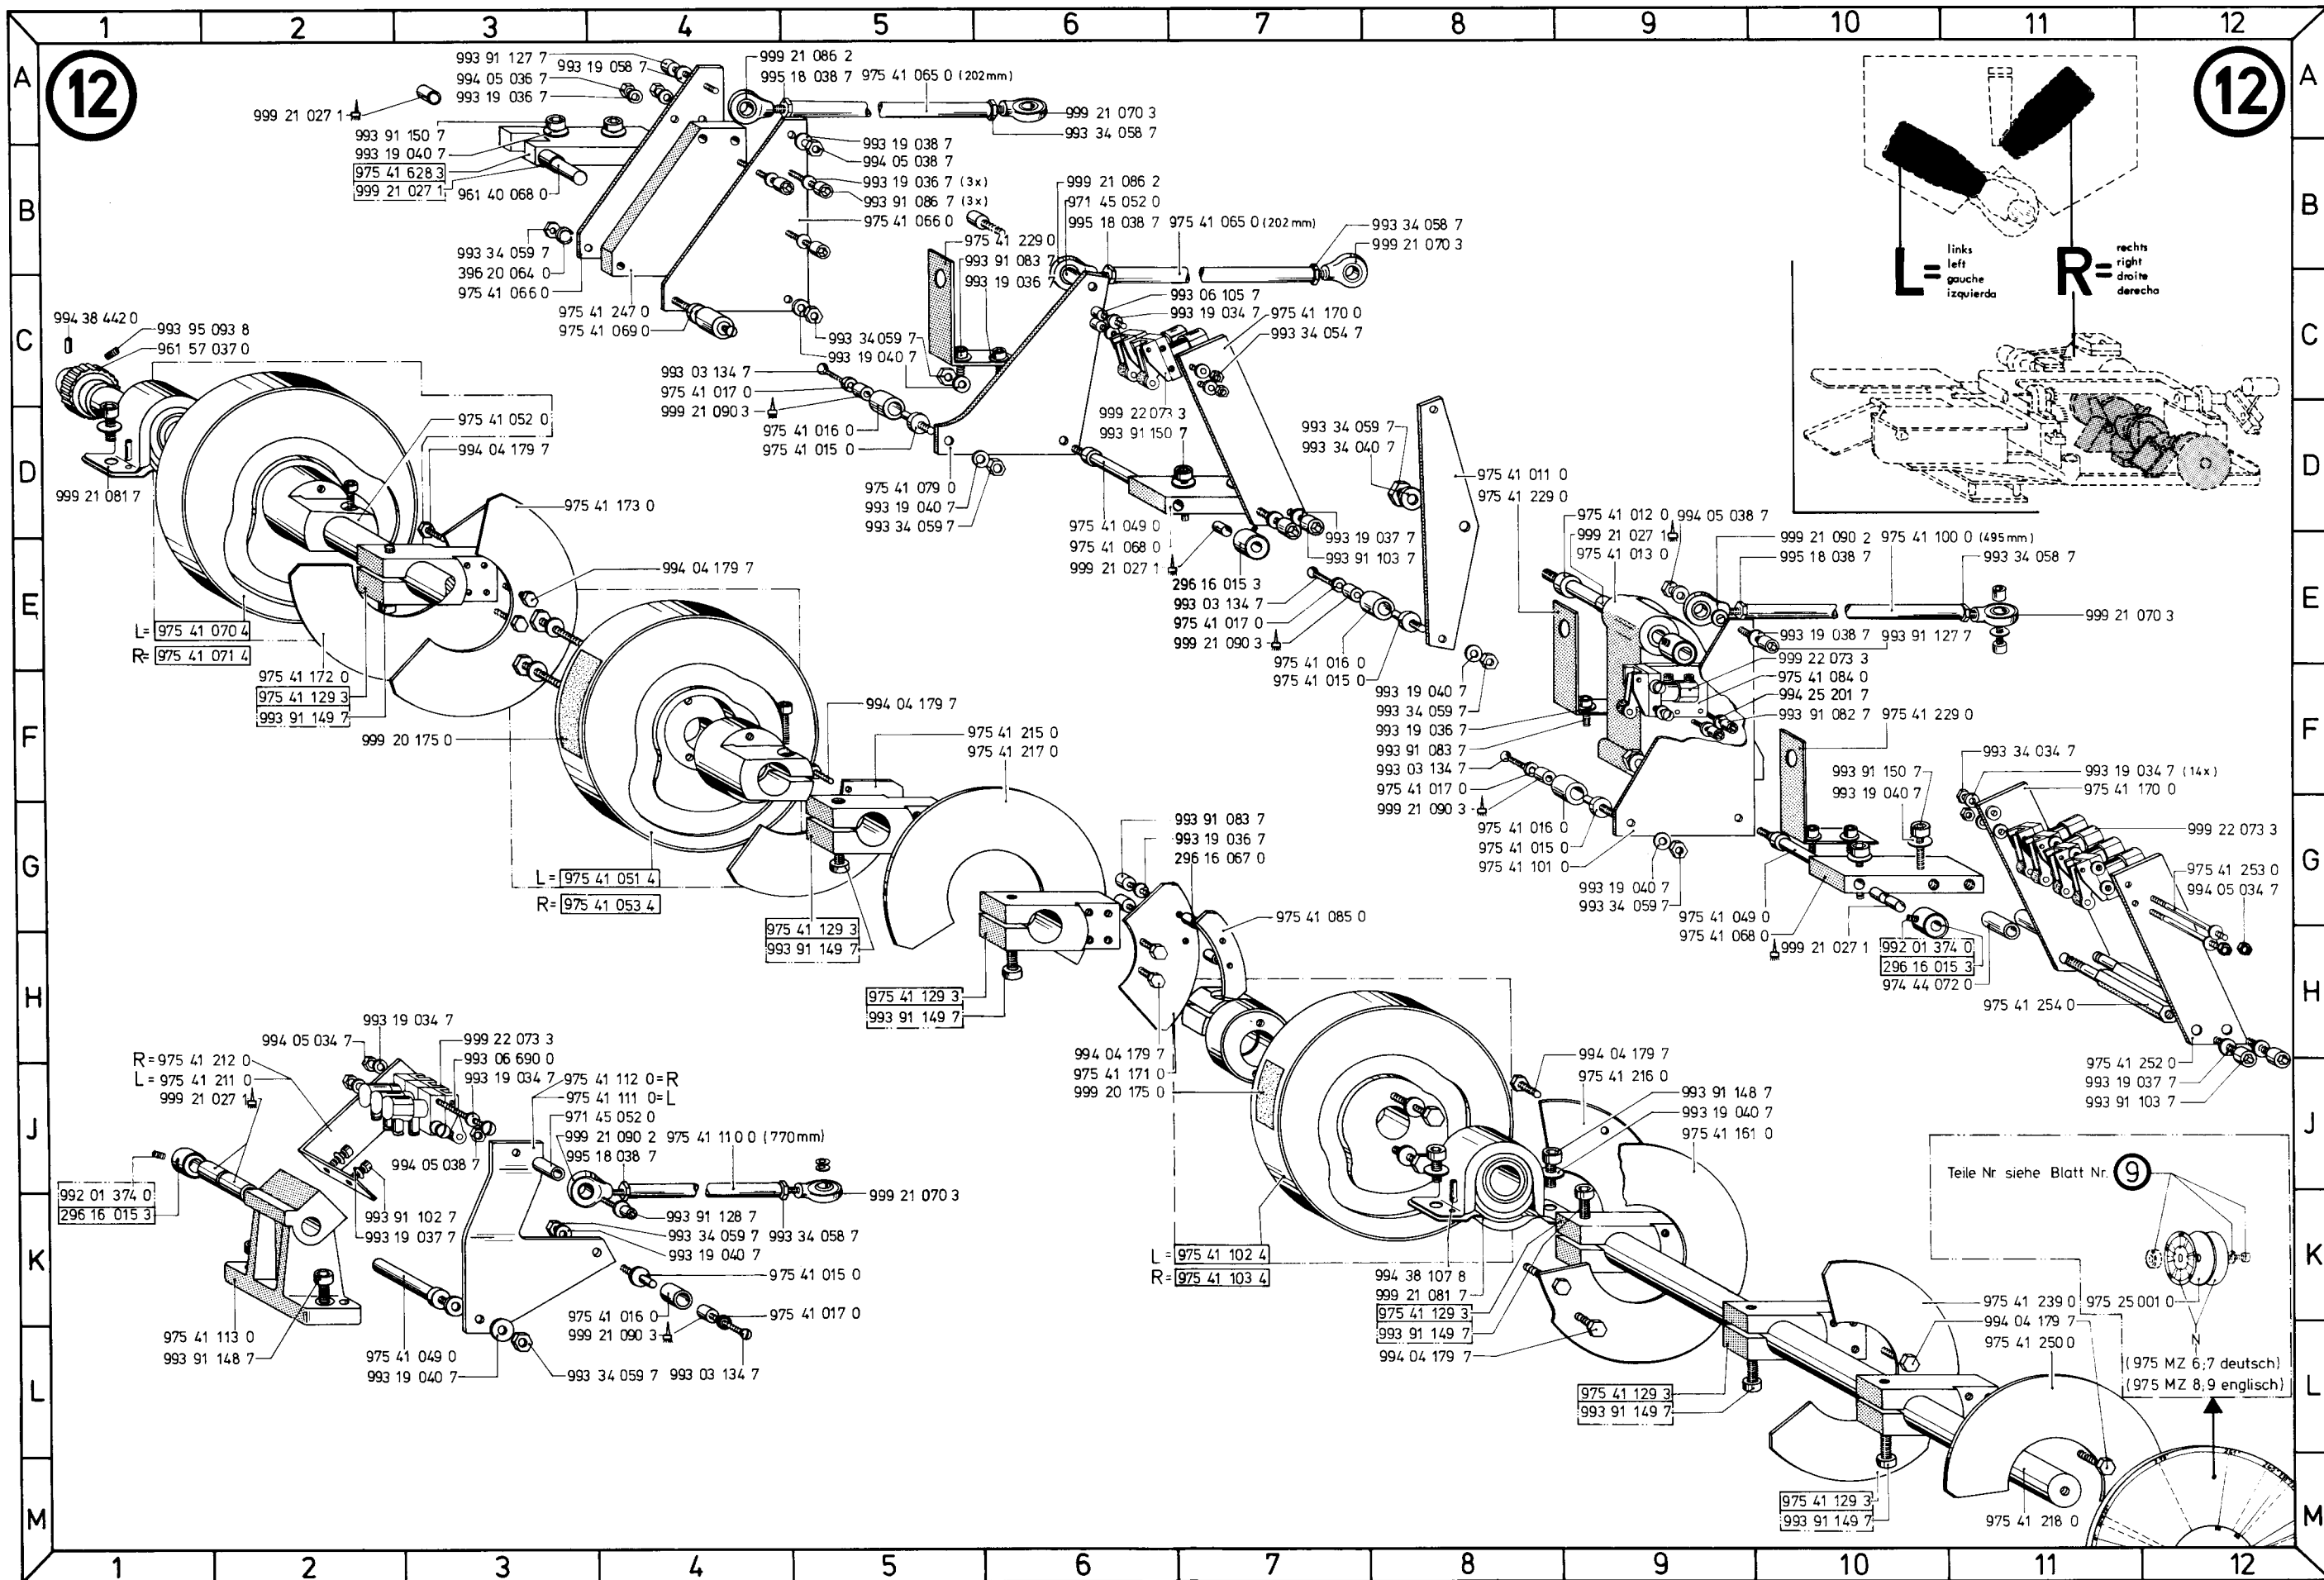 1 2 3 4 5 6 7 8 9 10 11 12
A
B
C
D
E
F
G
H
J
K
L
M
12
993 91 127 7
993 19 058 7
994 05 036 7
993 19 036 7
999 21 027 1
993 91 150 7
993 19 040 7
975 41 628 3
999 21 027 1
961 40 068 0
993 34 059 7
396 20 064 0
975 41 066 0
975 41 247 0
975 41 069 0
999 21 086 2
995 18 038 7
975 41 065 0 (202mm)
999 21 070 3
993 34 058 7
993 19 038 7
994 05 038 7
993 19 036 7 (3x)
993 91 086 7 (3x)
975 41 066 0
993 34 059 7
993 19 040 7
999 21 086 2
971 45 052 0
995 18 038 7
975 41 065 0 (202mm)
993 34 058 7
999 21 070 3
975 41 229 0
993 91 083 7
993 19 036 7
993 06 105 7
993 19 034 7
975 41 170 0
993 34 054 7
993 03 134 7
975 41 017 0
999 21 090 3
975 41 016 0
975 41 015 0
999 22 073 3
993 91 150 7
975 41 079 0
993 19 040 7
993 34 059 7
975 41 049 0
975 41 068 0
999 21 027 1
993 19 037 7
993 91 103 7
296 16 015 3
993 03 134 7
975 41 017 0
999 21 090 3
975 41 016 0
975 41 015 0
12
L=
links
left
gauche
izquierda
R=
rechts
right
droite
derecha
994 38 442 0
993 95 093 8
961 57 037 0
999 21 081 7
975 41 052 0
994 04 179 7
975 41 173 0
994 04 179 7
L= 975 41 070 4
R= 975 41 071 4
975 41 172 0
975 41 129 3
993 91 149 7
999 20 175 0
994 04 179 7
975 41 215 0
975 41 217 0
L= 975 41 051 4
R= 975 41 053 4
975 41 129 3
993 91 149 7
993 34 059 7
993 34 040 7
975 41 011 0
975 41 229 0
975 41 012 0
999 21 027 1
975 41 013 0
994 05 038 7
999 21 090 2
975 41 100 0 (495mm)
995 18 038 7
993 34 058 7
999 21 070 3
993 19 038 7
993 91 127 7
999 22 073 3
975 41 084 0
994 25 201 7
993 91 082 7
975 41 229 0
993 19 040 7
993 34 059 7
993 19 036 7
993 91 083 7
993 03 134 7
975 41 017 0
999 21 090 3
975 41 016 0
975 41 015 0
975 41 101 0
993 19 040 7
993 34 059 7
993 91 150 7
993 19 040 7
993 34 034 7
993 19 034 7 (14x)
975 41 170 0
999 22 073 3
975 41 253 0
994 05 034 7
975 41 049 0
975 41 068 0
999 21 027 1
992 01 374 0
296 16 015 3
974 44 072 0
975 41 254 0
975 41 252 0
993 19 037 7
993 91 103 7
993 91 083 7
993 19 036 7
296 16 067 0
975 41 085 0
975 41 129 3
993 91 149 7
994 04 179 7
975 41 171 0
999 20 175 0
L= 975 41 102 4
R= 975 41 103 4
994 04 179 7
975 41 216 0
993 91 148 7
993 19 040 7
975 41 161 0
994 38 107 8
999 21 081 7
975 41 129 3
993 91 149 7
994 04 179 7
975 41 129 3
993 91 149 7
975 41 129 3
993 91 149 7
975 41 239 0
994 04 179 7
975 41 250 0
975 41 218 0
Teile Nr siehe Blatt Nr. 9
975 25 001 0
N
(975 MZ 6;7 deutsch)
(975 MZ 8;9 englisch)
993 19 034 7
994 05 034 7
999 22 073 3
993 06 690 0
993 19 034 7
R=975 41 212 0
L=975 41 211 0
999 21 027 1
975 41 112 0=R
975 41 111 0=L
971 45 052 0
999 21 090 2
975 41 110 0 (770mm)
995 18 038 7
994 05 038 7
992 01 374 0
296 16 015 3
993 91 102 7
993 19 037 7
999 21 070 3
993 91 128 7
993 34 059 7
993 34 058 7
993 19 040 7
975 41 015 0
975 41 016 0
999 21 090 3
975 41 017 0
975 41 113 0
993 91 148 7
975 41 049 0
993 19 040 7
993 34 059 7
993 03 134 7
1 2 3 4 5 6 7 8 9 10 11 12
A
B
C
D
E
F
G
H
J
K
L
M